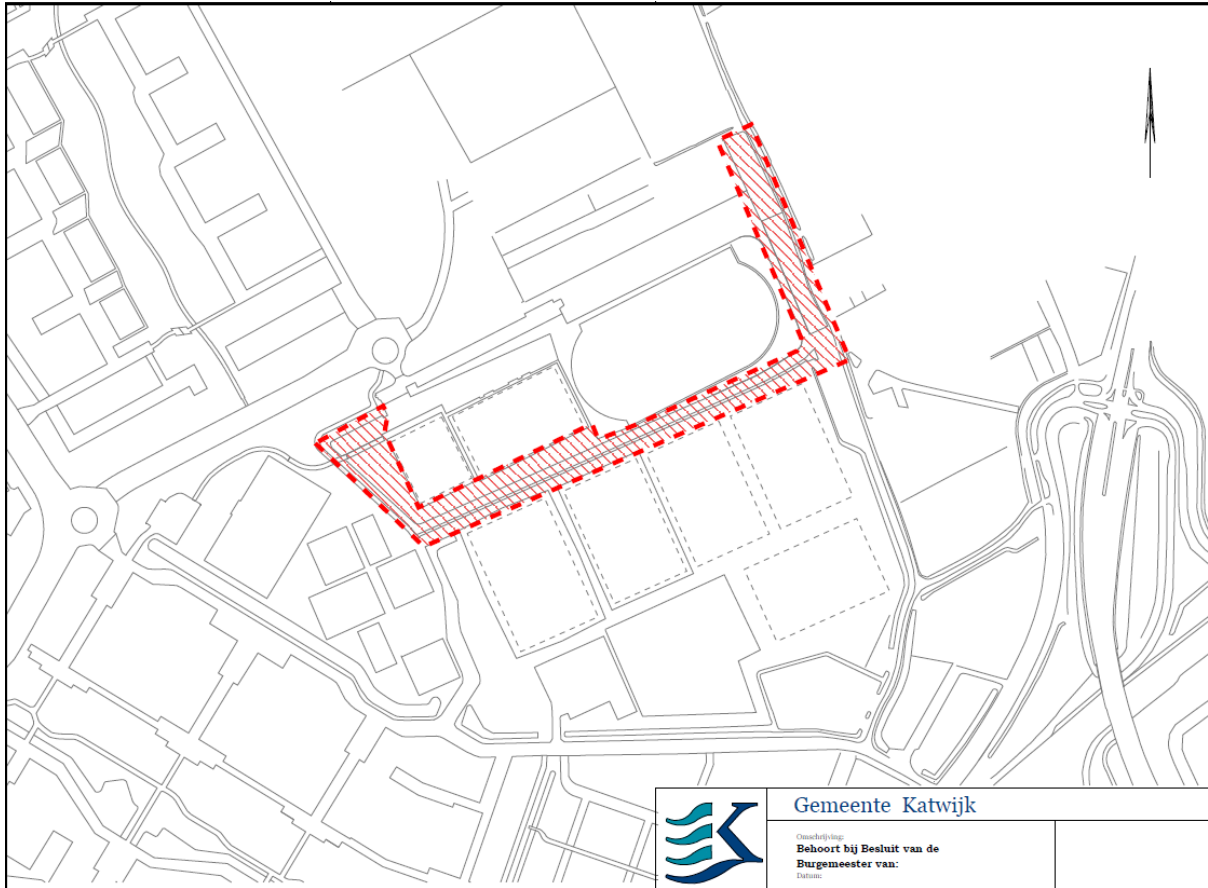 Gemeente Katwijk
Omschrijving:
Behoort bij Besluit van de
Burgemeester van:
Datum: